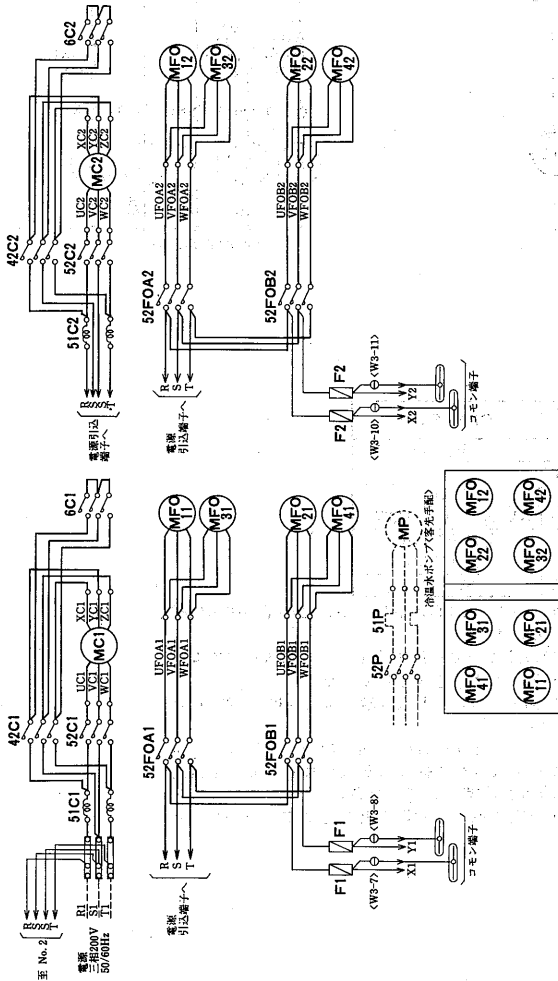 至 No.2
R
S
S
T
R1
S1
T1
電源
三相200V
50/60Hz
51C1
42C1
52C1
UC1
VC1
WC1
MC1
XC1
YC1
ZC1
6C1
電源引込
端子へ
R
S
S
T
51C2
42C2
52C2
UC2
VC2
WC2
MC2
XC2
YC2
ZC2
6C2
電源
引込端子へ
R
S
T
52FOA1
UFOA1
VFOA1
WFOA1
MFO
11
MFO
31
52FOB1
UFOB1
VFOB1
WFOB1
MFO
21
MFO
41
F1
F1
<W3-7>
<W3-8>
X1
Y1
コモン端子
電源
引込端子へ
R
S
T
52FOA2
UFOA2
VFOA2
WFOA2
MFO
12
MFO
32
52FOB2
UFOB2
VFOB2
WFOB2
MFO
22
MFO
42
F2
F2
<W3-10>
<W3-11>
X2
Y2
コモン端子
52P
51P
MP
冷温水ポンプ(客先手配)
MFO
41
MFO
31
MFO
22
MFO
12
MFO
11
MFO
21
MFO
32
MFO
42